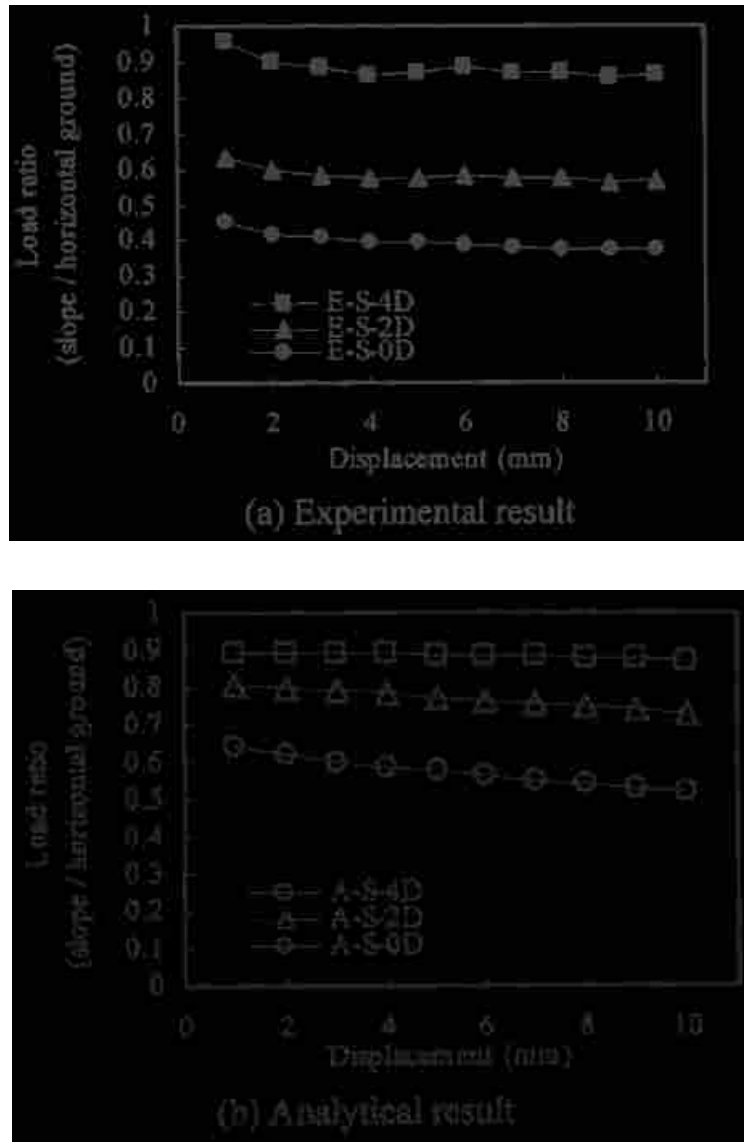 1
0.9
0.8
0.7
0.6
0.5
0.4
0.3
0.2
0.1
0
Load ratio
(slope / horizontal ground)
E-S-4D
E-S-2D
E-S-0D
0 2 4 6 8 10
Displacement (mm)
(a) Experimental result
1
0.9
0.8
0.7
0.6
0.5
0.4
0.3
0.2
0.1
0
Load ratio
(slope / horizontal ground)
A-S-4D
A-S-2D
A-S-0D
0 2 4 6 8 10
Displacement (mm)
(b) Analytical result